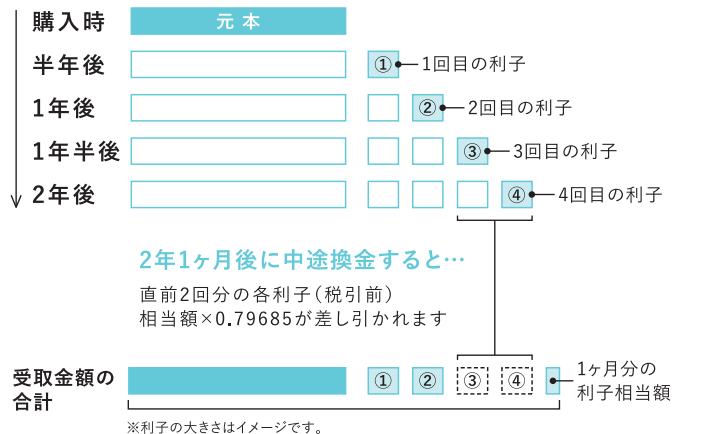 購入時
元本
半年後
①
1回目の利子
1年後
②
2回目の利子
1年半後
③
3回目の利子
2年後
④
4回目の利子
2年1ヶ月後に中途換金すると…
直前2回分の各利子（税引前）
相当額×0.79685が差し引かれます
受取金額の
合計
①
②
③
④
1ヶ月分の
利子相当額
※利子の大きさはイメージです。